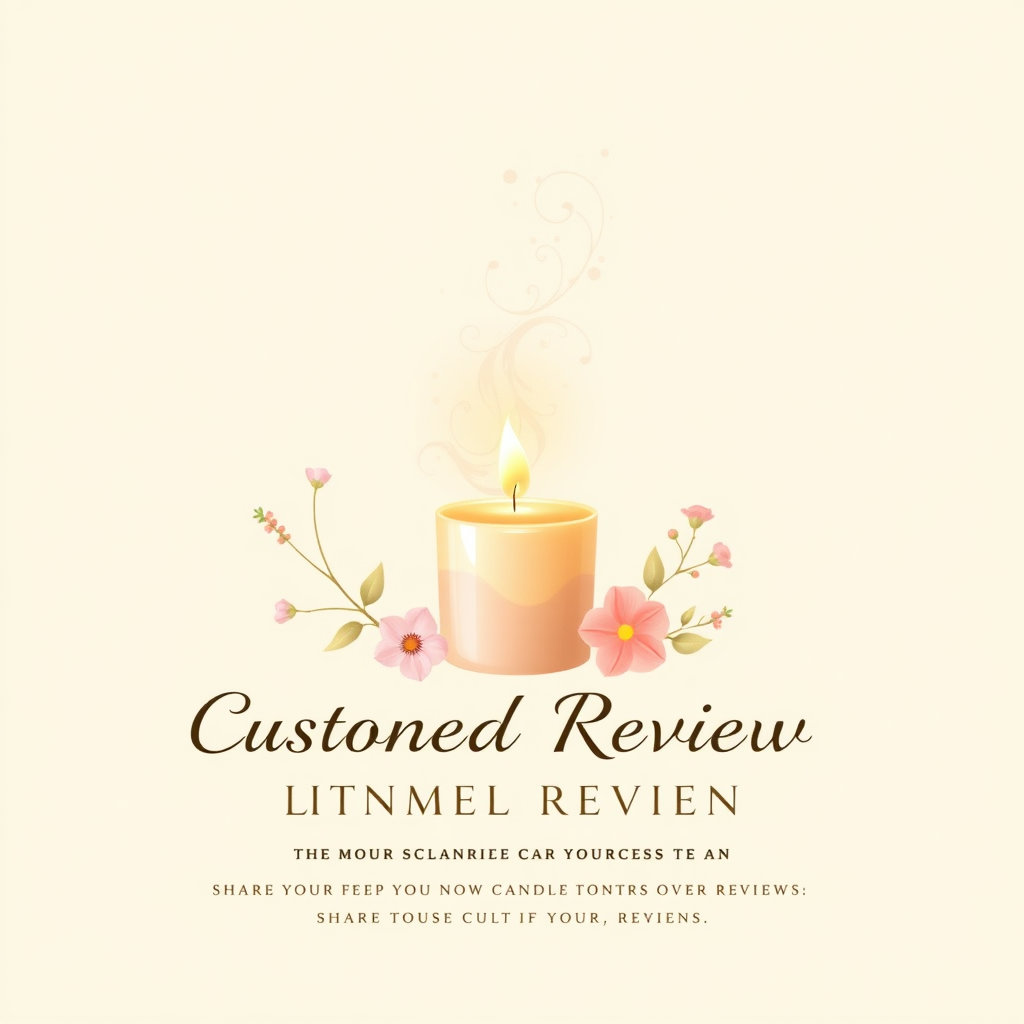 Custoned Review
LITNMEL REVIEN
THE MOUR SCLANRIEE CAR YOURCESS TE AN
SHARE YOUR FEEP YOU NOW CANDLE TONTRS OVER REVIEWS:
SHARE TOUSE CULT IF YOUR, REVIENS.